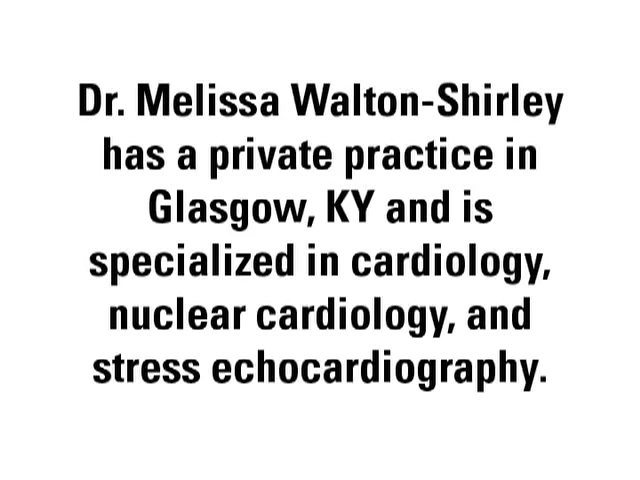 Dr. Melissa Walton-Shirley
has a private practice in
Glasgow, KY and is
specialized in cardiology,
nuclear cardiology, and
stress echocardiography.